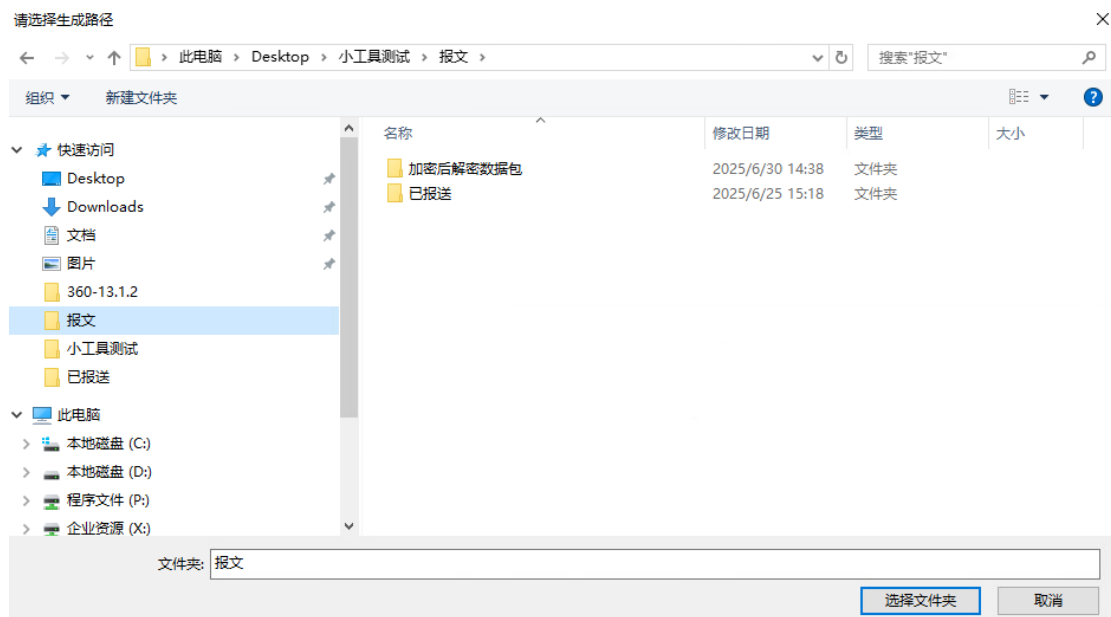 请选择生成路径
此电脑 Desktop 小工具测试 报文
搜索"报文"
组织 新建文件夹
名称 修改日期 类型 大小
快速访问
Desktop
Downloads
文档
图片
360-13.1.2
报文
小工具测试
已报送
此电脑
本地磁盘 (C:)
本地磁盘 (D:)
程序文件 (P:)
企业资源 (X:)
加密后解密数据包 2025/6/30 14:38 文件夹
已报送 2025/6/25 15:18 文件夹
文件夹: 报文
选择文件夹 取消